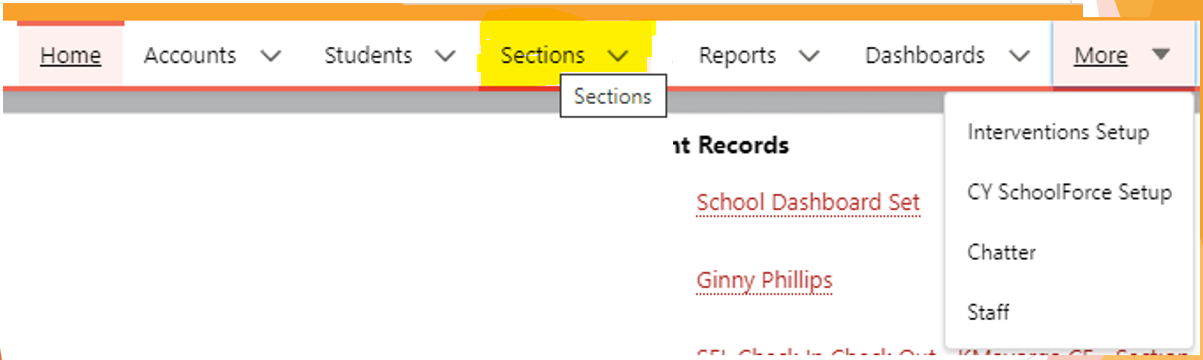 Home Accounts Students Sections Reports Dashboards More
Sections
nt Records
School Dashboard Set
Ginny Phillips
Interventions Setup
CY SchoolForce Setup
Chatter
Staff